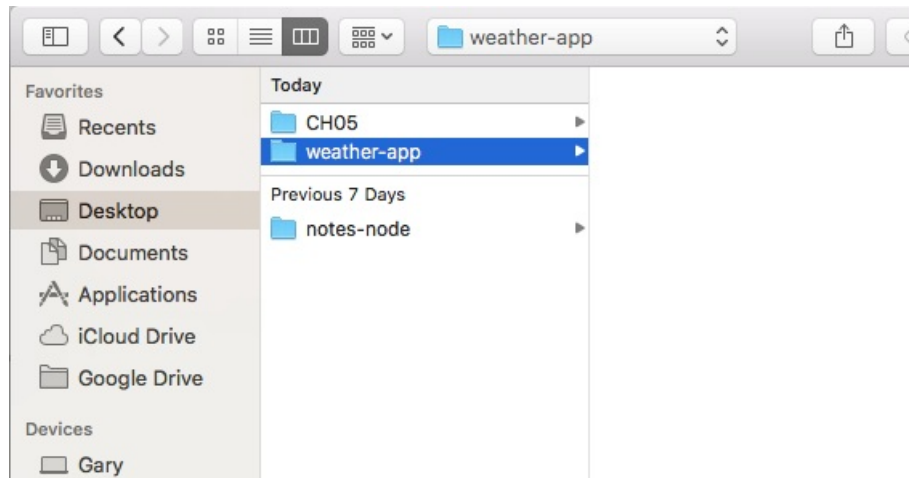 weather-app
Favorites
Recents
Downloads
Desktop
Documents
Applications
iCloud Drive
Google Drive
Devices
Gary
Today
CH05
weather-app
Previous 7 Days
notes-node